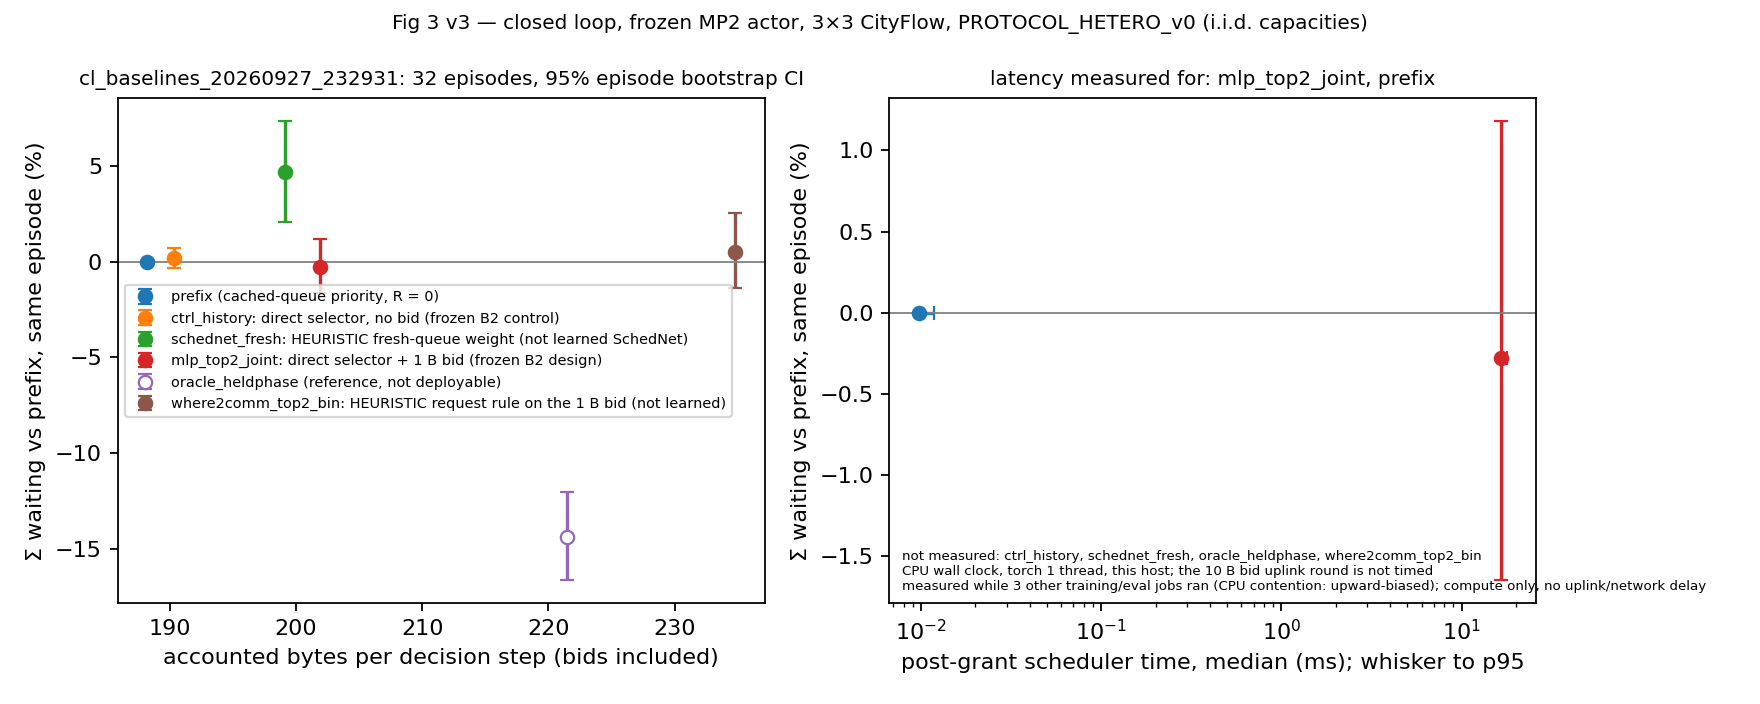 Fig 3 v3 — closed loop, frozen MP2 actor, 3×3 CityFlow, PROTOCOL_HETERO_v0 (i.i.d. capacities)
cl_baselines_20260927_232931: 32 episodes, 95% episode bootstrap CI
Σ waiting vs prefix, same episode (%)
5
0
−5
−10
−15
prefix (cached-queue priority, R = 0)
ctrl_history: direct selector, no bid (frozen B2 control)
schednet_fresh: HEURISTIC fresh-queue weight (not learned SchedNet)
mlp_top2_joint: direct selector + 1 B bid (frozen B2 design)
oracle_heldphase (reference, not deployable)
where2comm_top2_bin: HEURISTIC request rule on the 1 B bid (not learned)
190 200 210 220 230
accounted bytes per decision step (bids included)
latency measured for: mlp_top2_joint, prefix
Σ waiting vs prefix, same episode (%)
1.0
0.5
0.0
−0.5
−1.0
−1.5
not measured: ctrl_history, schednet_fresh, oracle_heldphase, where2comm_top2_bin
CPU wall clock, torch 1 thread, this host; the 10 B bid uplink round is not timed
measured while 3 other training/eval jobs ran (CPU contention: upward-biased); compute only, no uplink/network delay
10⁻² 10⁻¹ 10⁰ 10¹
post-grant scheduler time, median (ms); whisker to p95